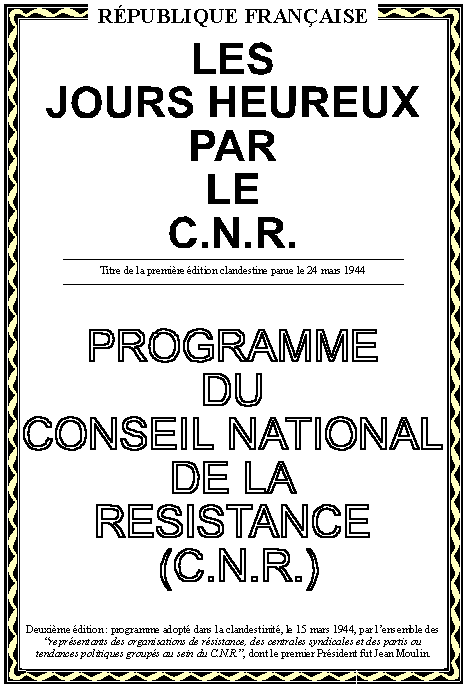 RÉPUBLIQUE FRANÇAISE
LES
JOURS HEUREUX
PAR
LE
C.N.R.
Titre de la première édition clandestine parue le 24 mars 1944
PROGRAMME
DU
CONSEIL NATIONAL
DE LA
RESISTANCE
(C.N.R.)
Deuxième édition : programme adopté dans la clandestinité, le 15 mars 1944, par l’ensemble des
“représentants des organisations de résistance, des centrales syndicales et des partis ou
tendances politiques groupés au sein du C.N.R”, dont le premier Président fut Jean Moulin.